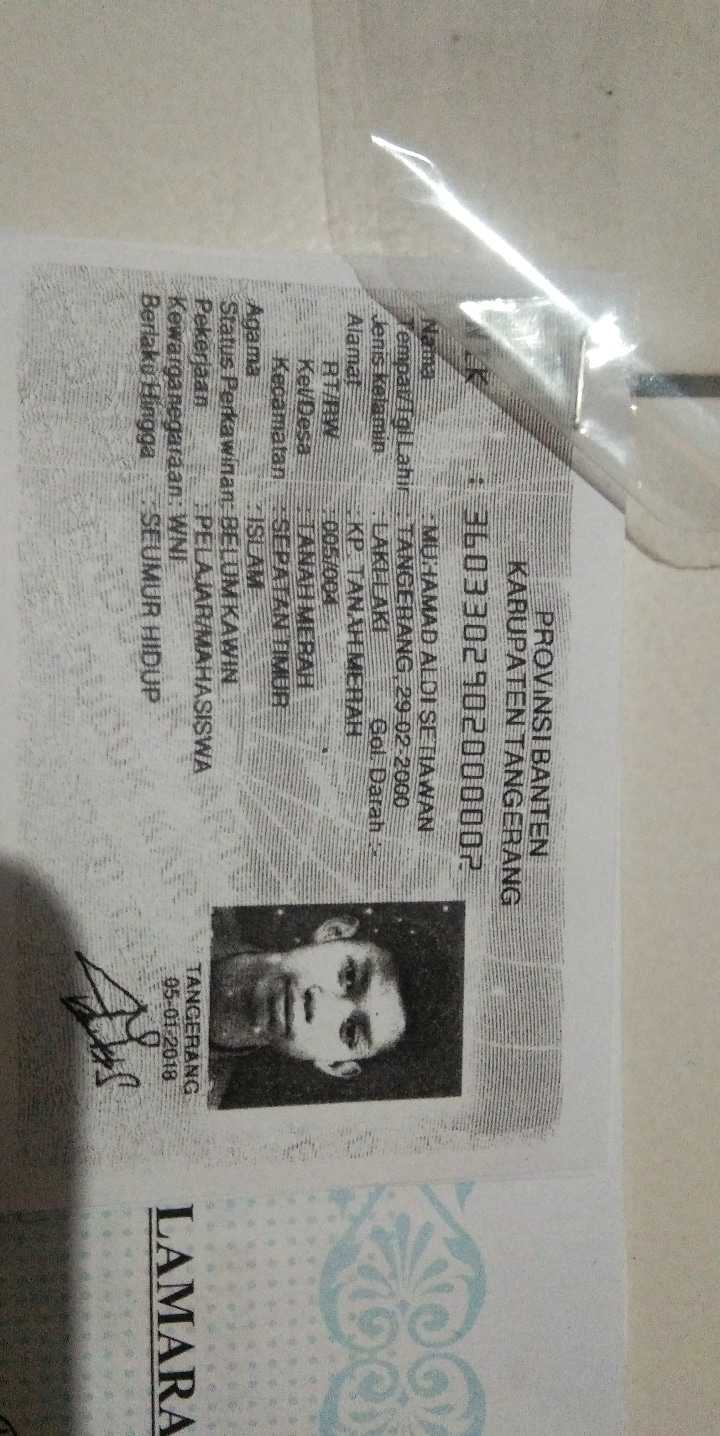 PROVINSI BANTEN
KABUPATEN TANGERANG
Nama : MUHAMAD ALDI SETIAWAN
Tempat/Tgl Lahir : TANGERANG, 29-02-2000
Jenis kelamin : LAKI-LAKI Gol. Darah :-
Alamat : KP. TANAH MERAH
RT/RW : 005/004
Kel/Desa : TANAH MERAH
Kecamatan : SEPATAN TIMUR
Agama : ISLAM
Status Perkawinan: BELUM KAWIN
Pekerjaan : PELAJAR/MAHASISWA
Kewarganegaraan: WNI
Berlaku Hingga : SEUMUR HIDUP
TANGERANG
05-01-2018
LAMARA